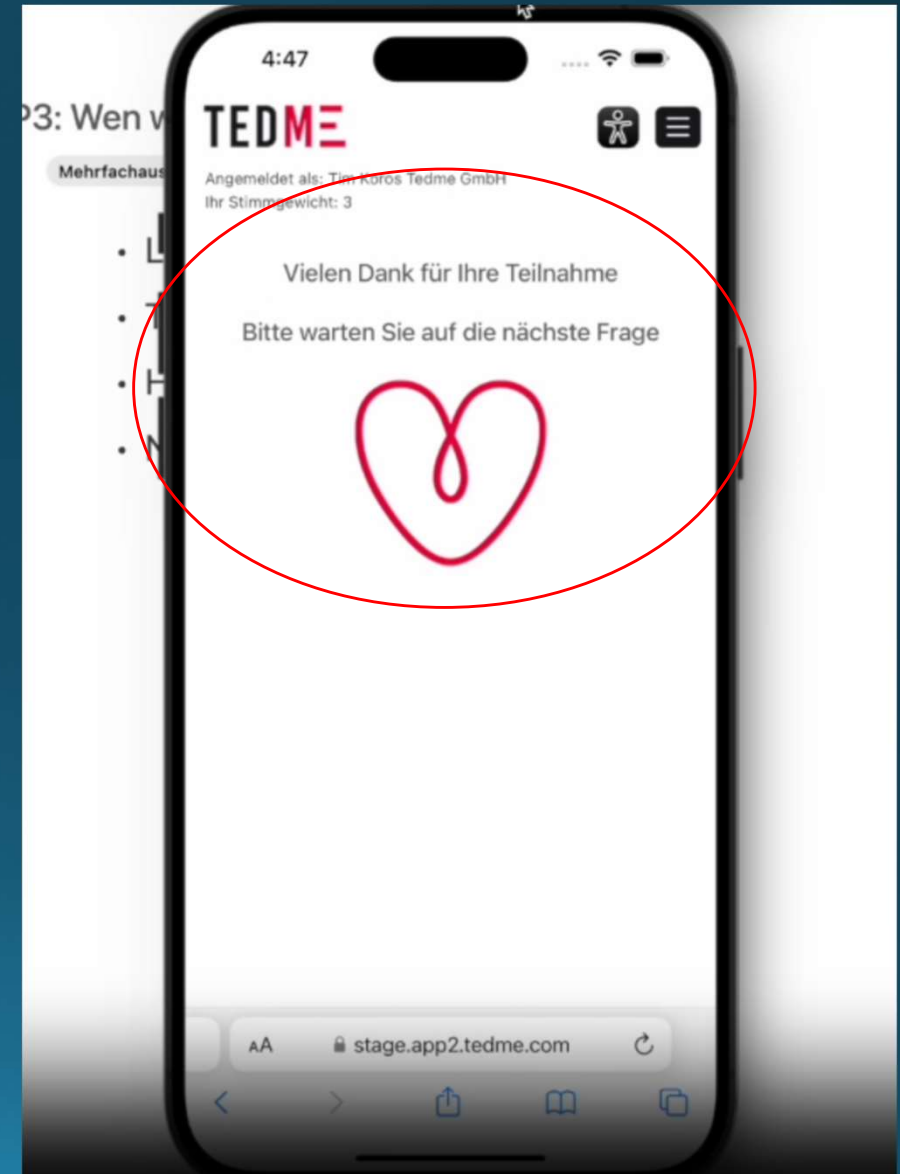 4:47
P3: Wen w
TEDME
Mehrfachaus
Angemeldet als: Tim Koros Tedme GmbH
Ihr Stimmgewicht: 3
Vielen Dank für Ihre Teilnahme
Bitte warten Sie auf die nächste Frage
AA
stage.app2.tedme.com